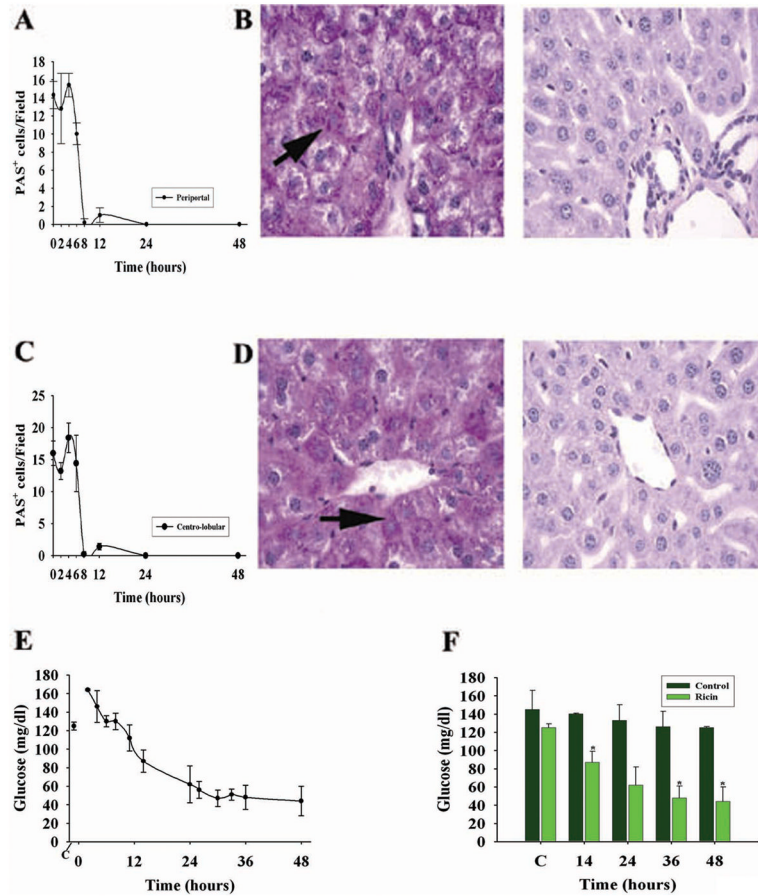 A
B
PAS+ cells/Field
18
16
14
12
10
8
6
4
2
0
Periportal
0 2 4 6 8 12 24 48
Time (hours)
C
D
PAS+ cells/Field
25
20
15
10
5
0
Centro-lobular
0 2 4 6 8 12 24 48
Time (hours)
E
Glucose (mg/dl)
180
160
140
120
100
80
60
40
20
0
C 0 12 24 36 48
Time (hours)
F
Glucose (mg/dl)
180
160
140
120
100
80
60
40
20
0
Control
Ricin
* * *
C 14 24 36 48
Time (hours)